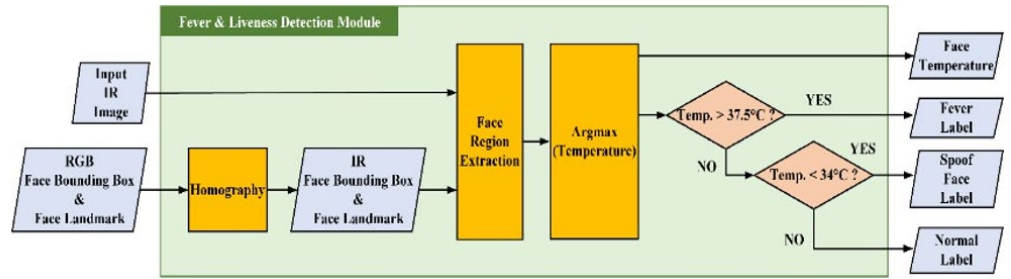 Fever & Liveness Detection Module
Input
IR
Image
RGB
Face Bounding Box
&
Face Landmark
Homography
IR
Face Bounding Box
&
Face Landmark
Face
Region
Extraction
Argmax
(Temperature)
Temp. > 37.5°C ?
YES
NO
Temp. < 34°C ?
YES
NO
Face
Temperature
Fever
Label
Spoof
Face
Label
Normal
Label